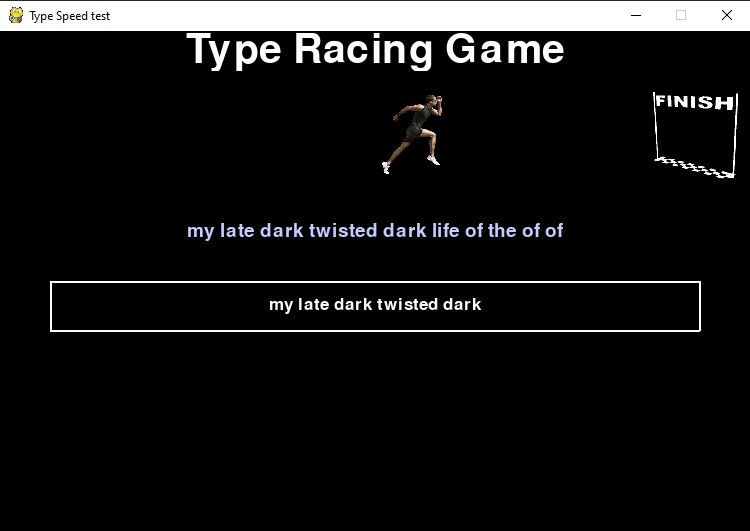 Type Speed test
Type Racing Game
FINISH
my late dark twisted dark life of the of of
my late dark twisted dark